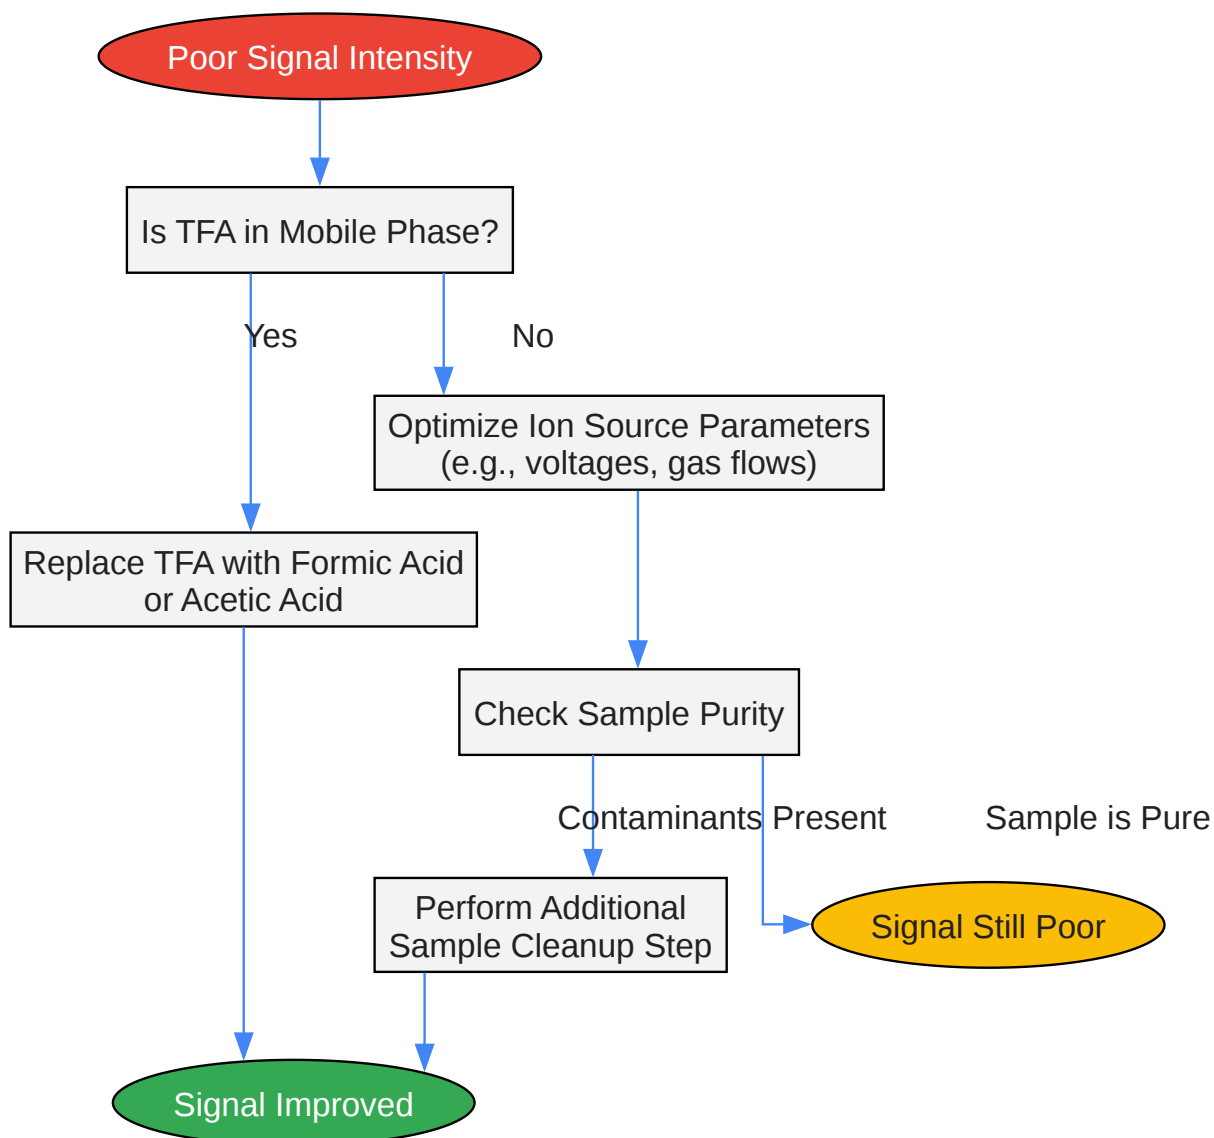 Poor Signal Intensity
Is TFA in Mobile Phase?
Yes
No
Optimize Ion Source Parameters
(e.g., voltages, gas flows)
Replace TFA with Formic Acid
or Acetic Acid
Check Sample Purity
Contaminants Present
Sample is Pure
Perform Additional
Sample Cleanup Step
Signal Still Poor
Signal Improved